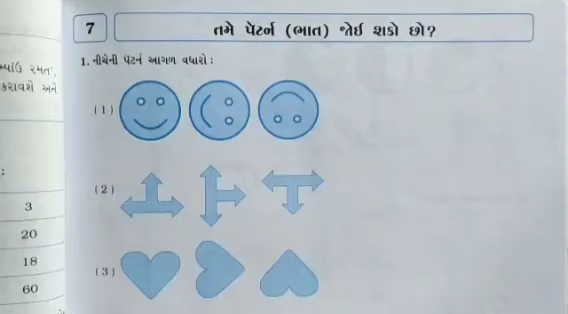 7
તમે પૅટર્ન (ભાત) જોઈ શકો છો?
1. નીચેની પૅટર્ન આગળ વધારો :
રમત',
કરાવશે અને
(1)
(2)
:
3
(3)
20
18
60